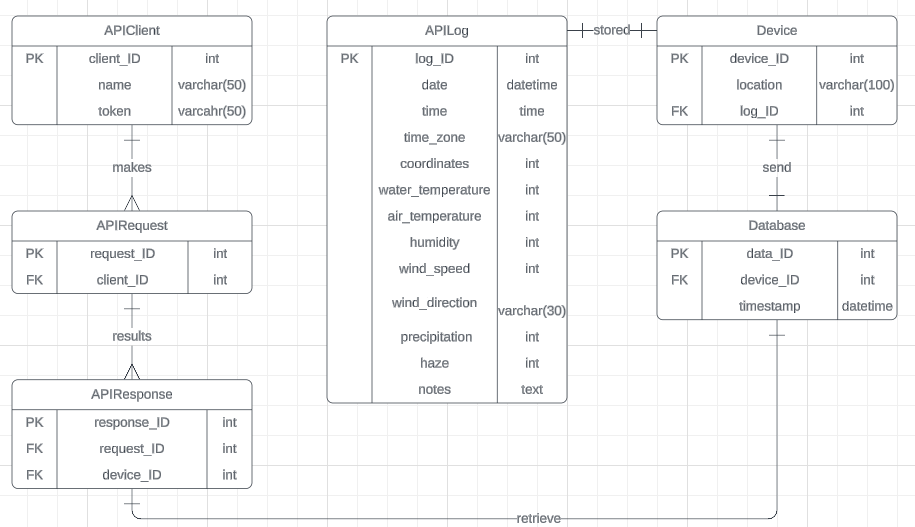 APIClient
PK client_ID int
name varchar(50)
token varcahr(50)
makes
APIRequest
PK request_ID int
FK client_ID int
results
APIResponse
PK response_ID int
FK request_ID int
FK device_ID int
APILog
PK log_ID int
date datetime
time time
time_zone varchar(50)
coordinates int
water_temperature int
air_temperature int
humidity int
wind_speed int
wind_direction varchar(30)
precipitation int
haze int
notes text
stored
Device
PK device_ID int
location varchar(100)
FK log_ID int
send
Database
PK data_ID int
FK device_ID int
timestamp datetime
retrieve